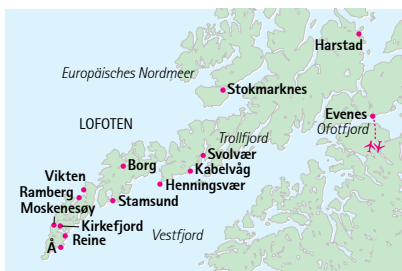 Harstad
Europäisches Nordmeer
Stokmarknes
Evenes
Ofotfjord
LOFOTEN
Trollfjord
Svolvær
Borg
Kabelvåg
Vikten
Henningsvær
Ramberg
Stamsund
Moskenesøy
Kirkefjord
Vestfjord
Reine
Å